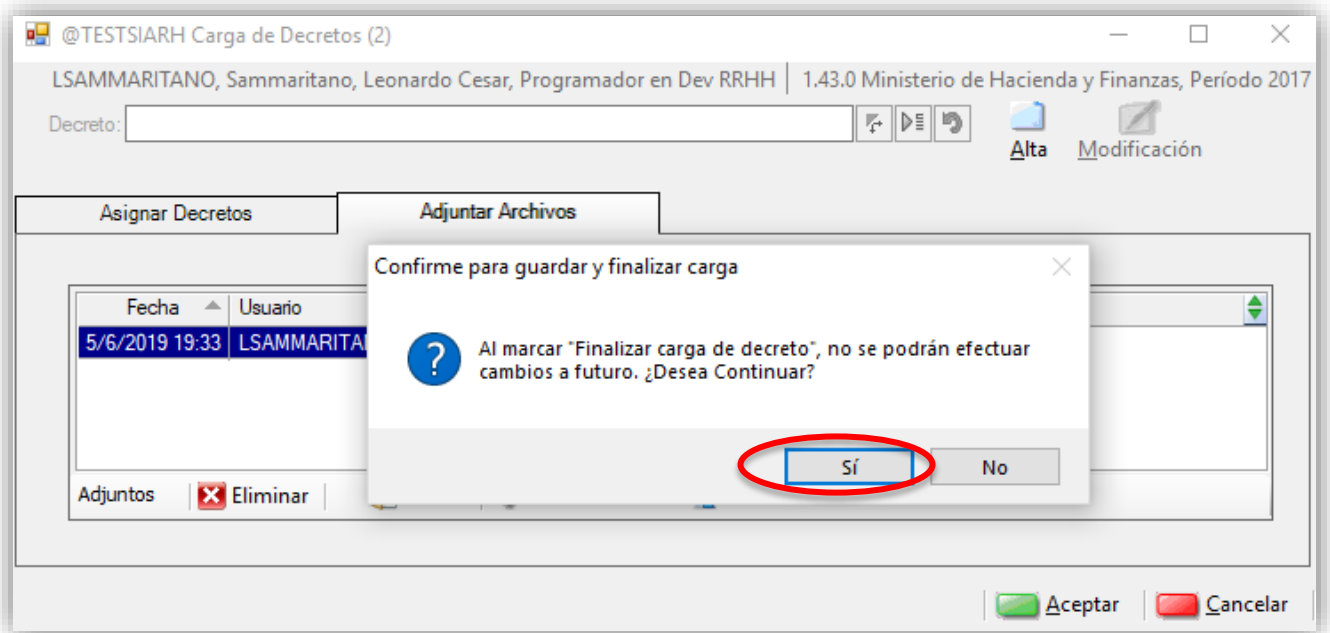 @TESTSIARH Carga de Decretos (2)
LSAMMARITANO, Sammaritano, Leonardo Cesar, Programador en Dev RRHH 1.43.0 Ministerio de Hacienda y Finanzas, Período 2017
Decreto:
Alta Modificación
Asignar Decretos Adjuntar Archivos
Confirme para guardar y finalizar carga
Fecha Usuario
5/6/2019 19:33 LSAMMARITA
Al marcar "Finalizar carga de decreto", no se podrán efectuar
cambios a futuro. ¿Desea Continuar?
Sí No
Adjuntos Eliminar
Aceptar Cancelar